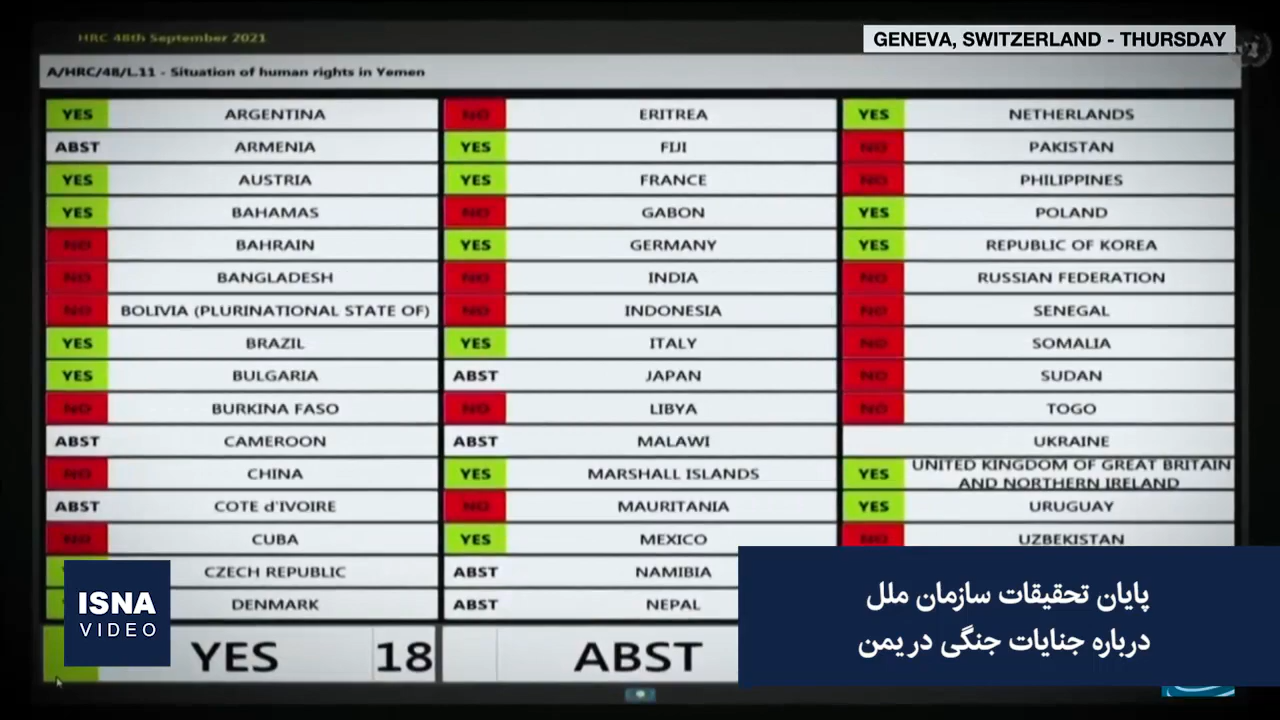 HRC 48th September 2021
GENEVA, SWITZERLAND - THURSDAY
A/HRC/48/L.11 - Situation of human rights in Yemen
YES ARGENTINA
ABST ARMENIA
YES AUSTRIA
YES BAHAMAS
NO BAHRAIN
NO BANGLADESH
NO BOLIVIA (PLURINATIONAL STATE OF)
YES BRAZIL
YES BULGARIA
NO BURKINA FASO
ABST CAMEROON
NO CHINA
ABST COTE d'IVOIRE
NO CUBA
CZECH REPUBLIC
DENMARK
NO ERITREA
YES FIJI
YES FRANCE
NO GABON
YES GERMANY
NO INDIA
NO INDONESIA
YES ITALY
ABST JAPAN
NO LIBYA
ABST MALAWI
YES MARSHALL ISLANDS
NO MAURITANIA
YES MEXICO
ABST NAMIBIA
ABST NEPAL
YES NETHERLANDS
NO PAKISTAN
NO PHILIPPINES
YES POLAND
YES REPUBLIC OF KOREA
NO RUSSIAN FEDERATION
NO SENEGAL
NO SOMALIA
NO SUDAN
NO TOGO
UKRAINE
YES UNITED KINGDOM OF GREAT BRITAIN
AND NORTHERN IRELAND
YES URUGUAY
NO UZBEKISTAN
YES 18
ABST
ISNA
VIDEO
پایان تحقیقات سازمان ملل
درباره جنایات جنگی در یمن